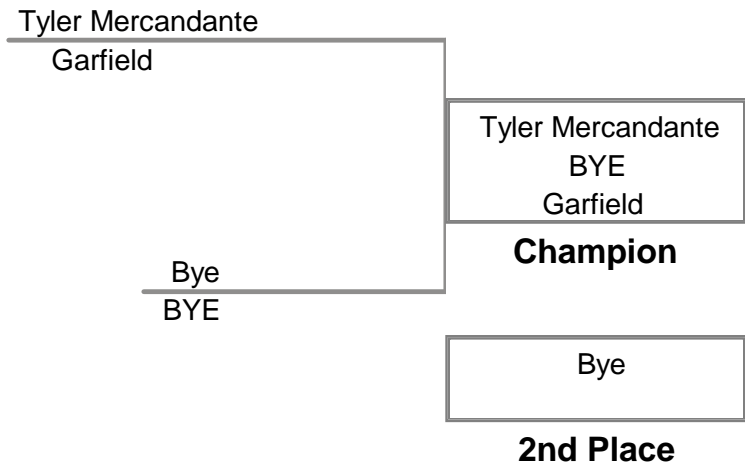 Tyler Mercandante
Garfield
Tyler Mercandante
BYE
Garfield
Champion
Bye
BYE
Bye
2nd Place